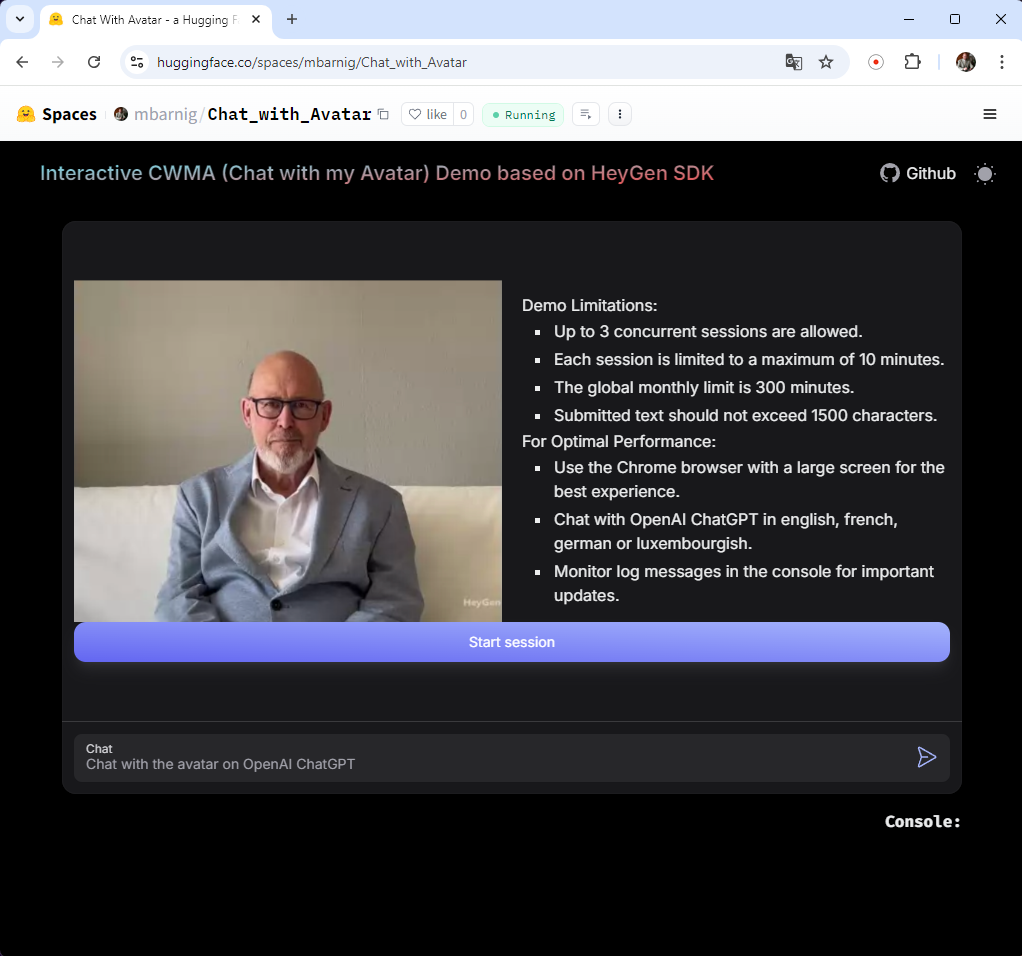 Chat With Avatar - a Hugging F
huggingface.co/spaces/mbarnig/Chat_with_Avatar
Spaces
mbarnig/Chat_with_Avatar
like 0
Running
Interactive CWMA (Chat with my Avatar) Demo based on HeyGen SDK
Github
Demo Limitations:
Up to 3 concurrent sessions are allowed.
Each session is limited to a maximum of 10 minutes.
The global monthly limit is 300 minutes.
Submitted text should not exceed 1500 characters.
For Optimal Performance:
Use the Chrome browser with a large screen for the
best experience.
Chat with OpenAI ChatGPT in english, french,
german or luxembourgish.
Monitor log messages in the console for important
updates.
HeyGen
Start session
Chat
Chat with the avatar on OpenAI ChatGPT
Console: